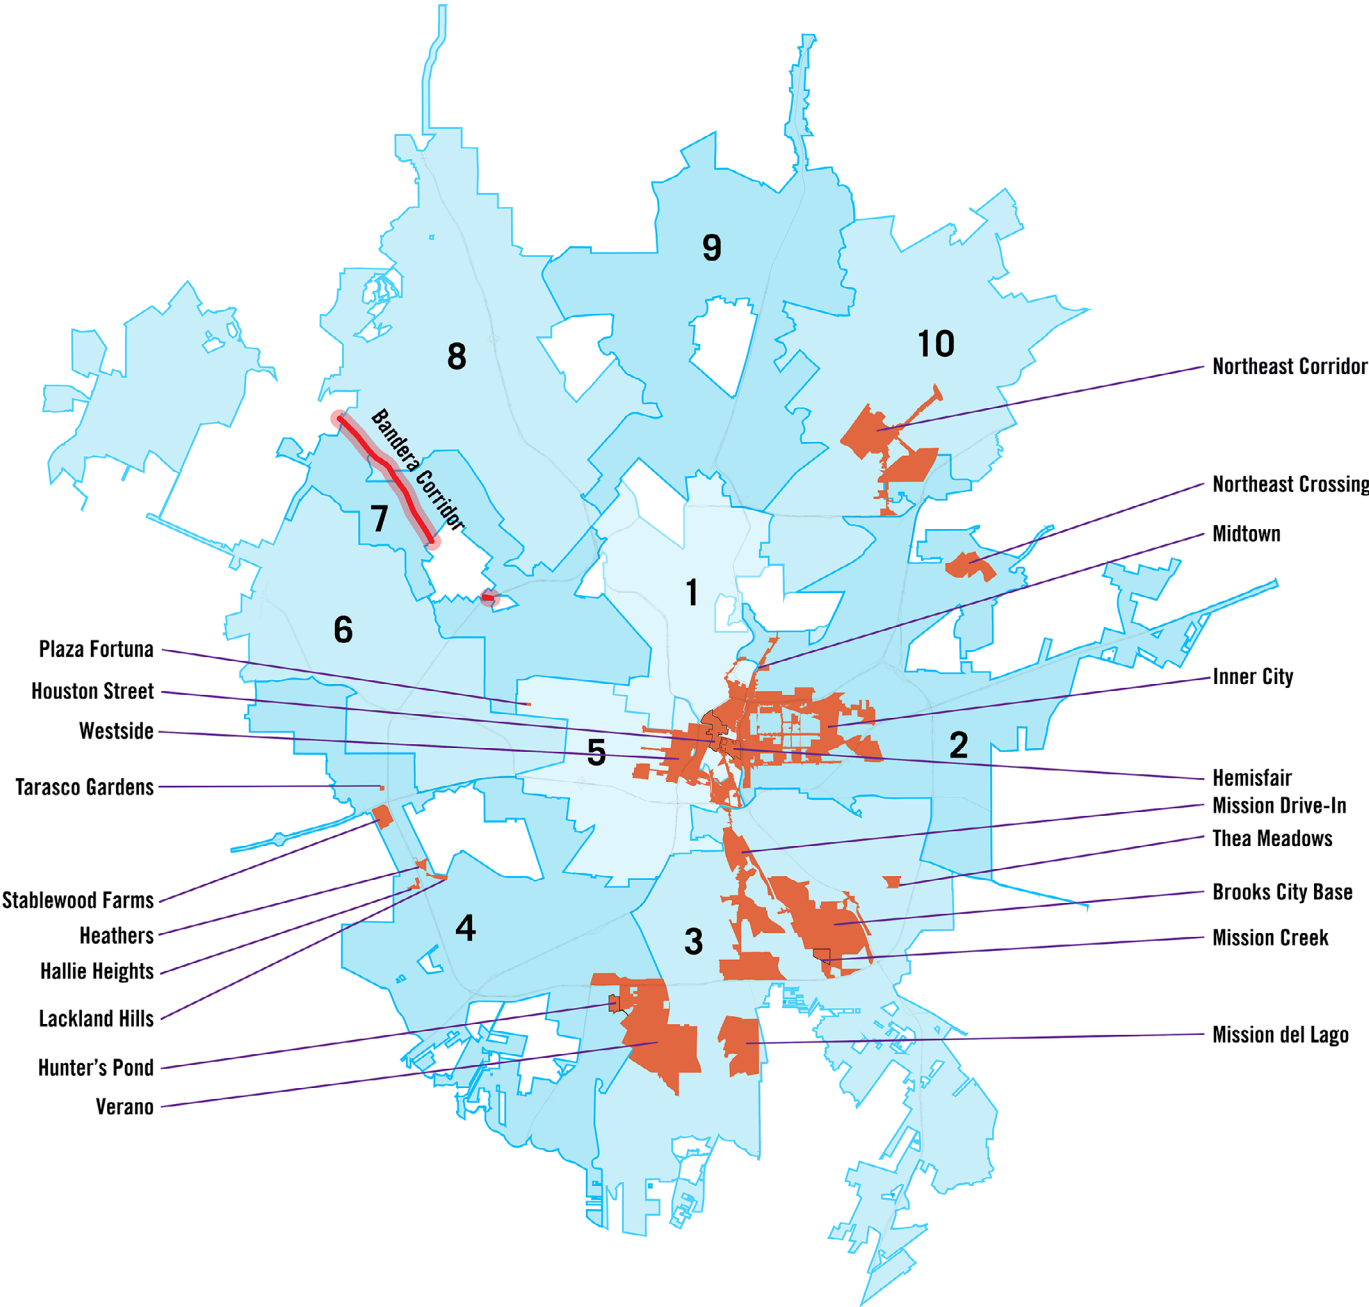 9
10
8
Northeast Corridor
Bandera Corridor
Northeast Crossing
7
Midtown
1
6
Plaza Fortuna
Inner City
Houston Street
Westside
5
2
Hemisfair
Tarasco Gardens
Mission Drive-In
Thea Meadows
Stablewood Farms
Brooks City Base
Heathers
4
3
Mission Creek
Hallie Heights
Lackland Hills
Mission del Lago
Hunter's Pond
Verano